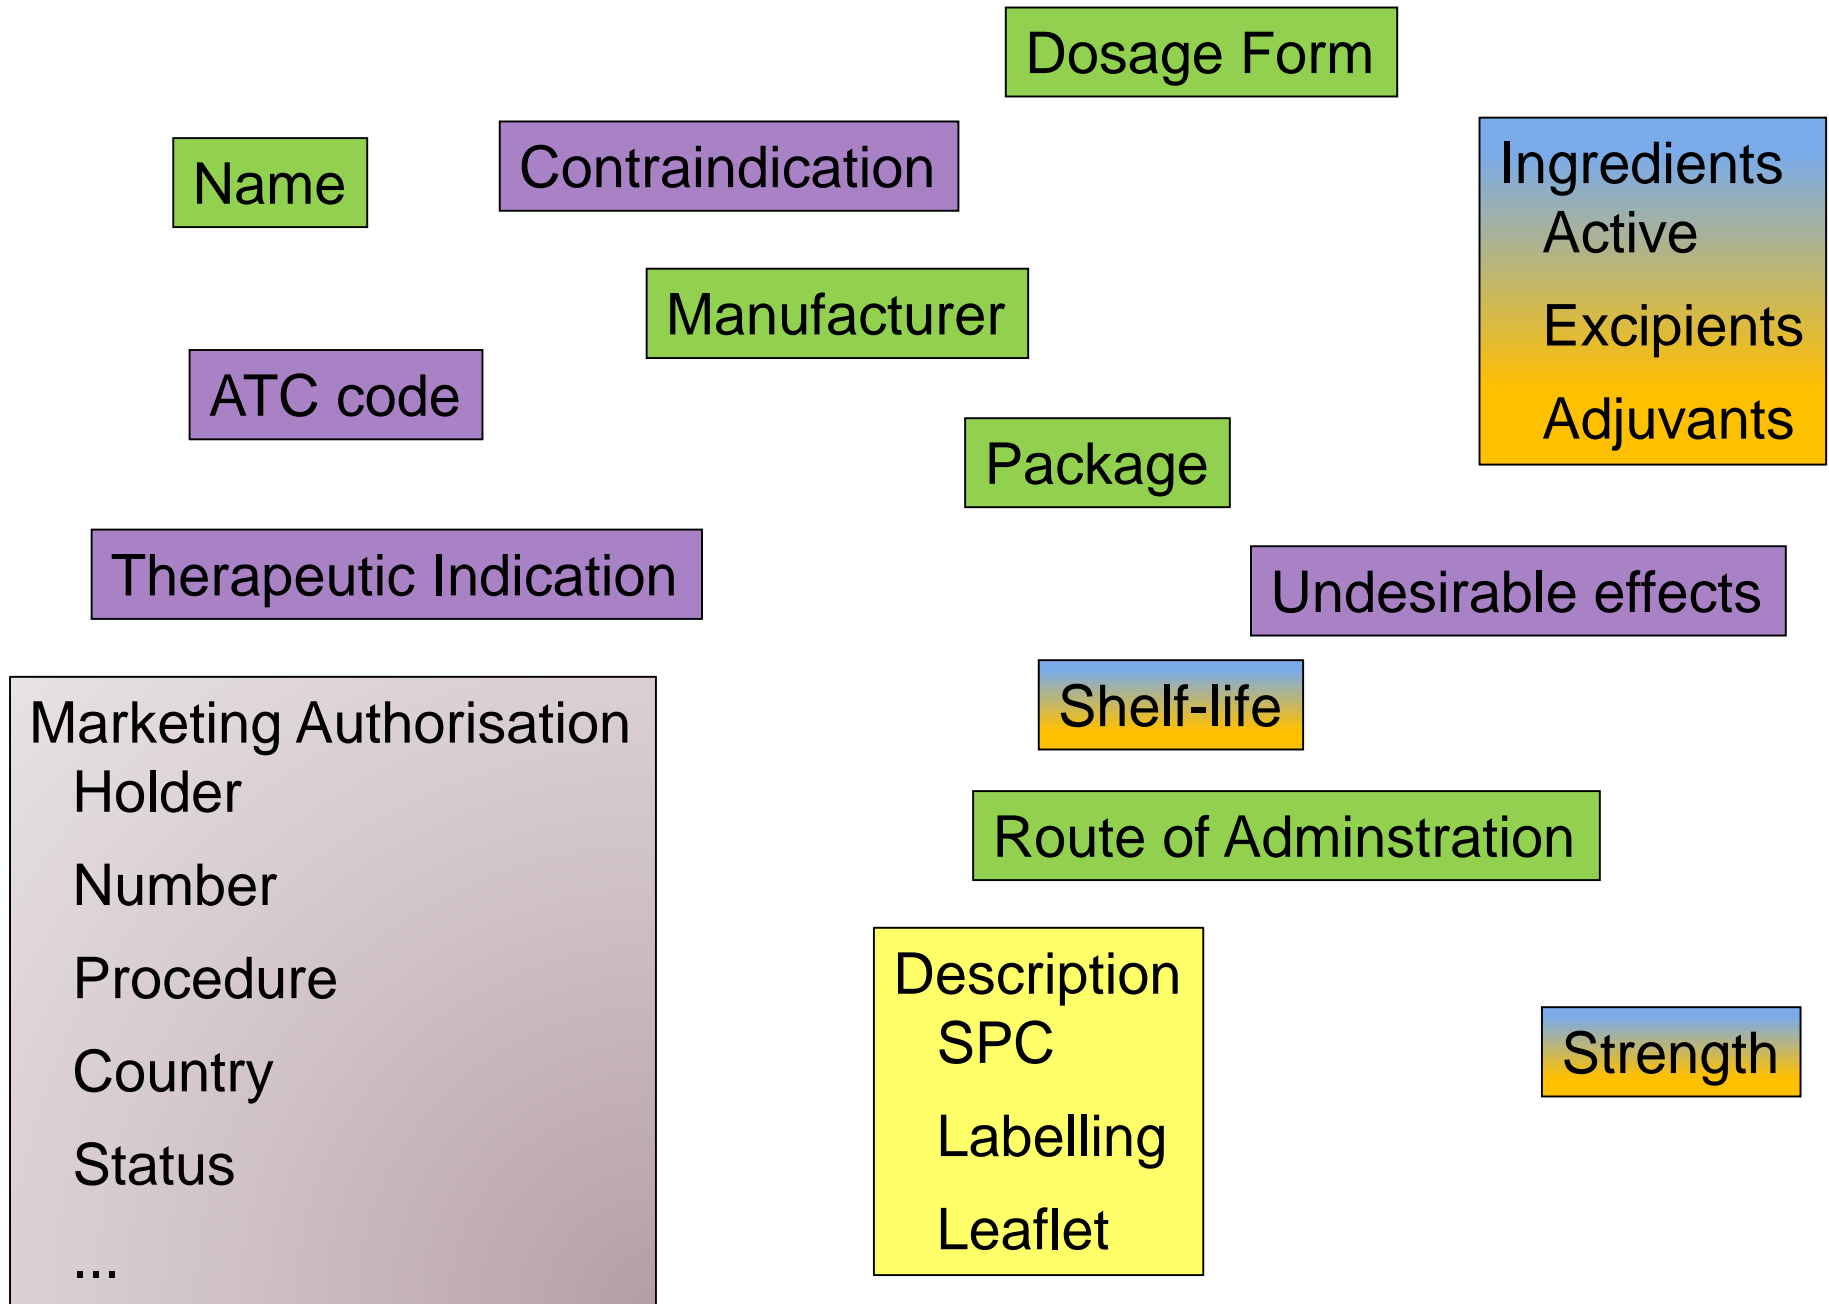 Dosage Form
Name
Contraindication
Ingredients
Active
Excipients
Adjuvants
Manufacturer
ATC code
Package
Therapeutic Indication
Undesirable effects
Marketing Authorisation
Holder
Number
Procedure
Country
Status
...
Shelf-life
Route of Adminstration
Description
SPC
Labelling
Leaflet
Strength